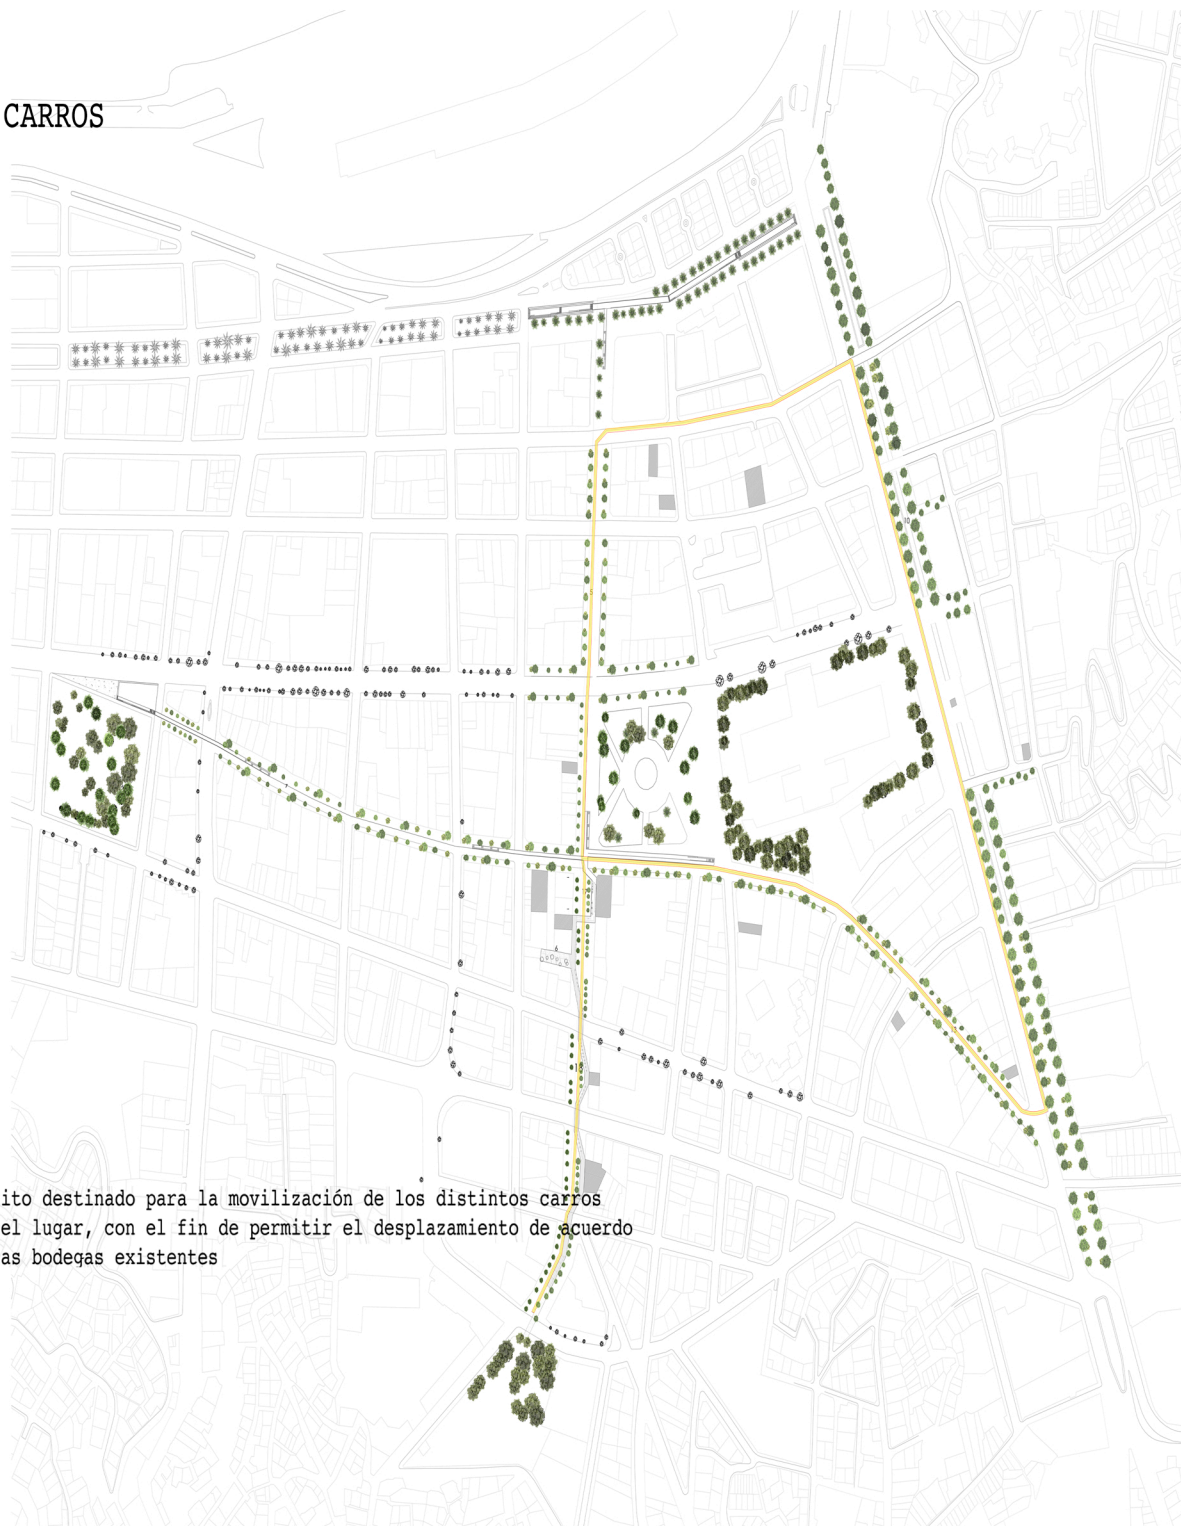 CARROS
ito destinado para la movilización de los distintos carros
el lugar, con el fin de permitir el desplazamiento de acuerdo
as bodegas existentes